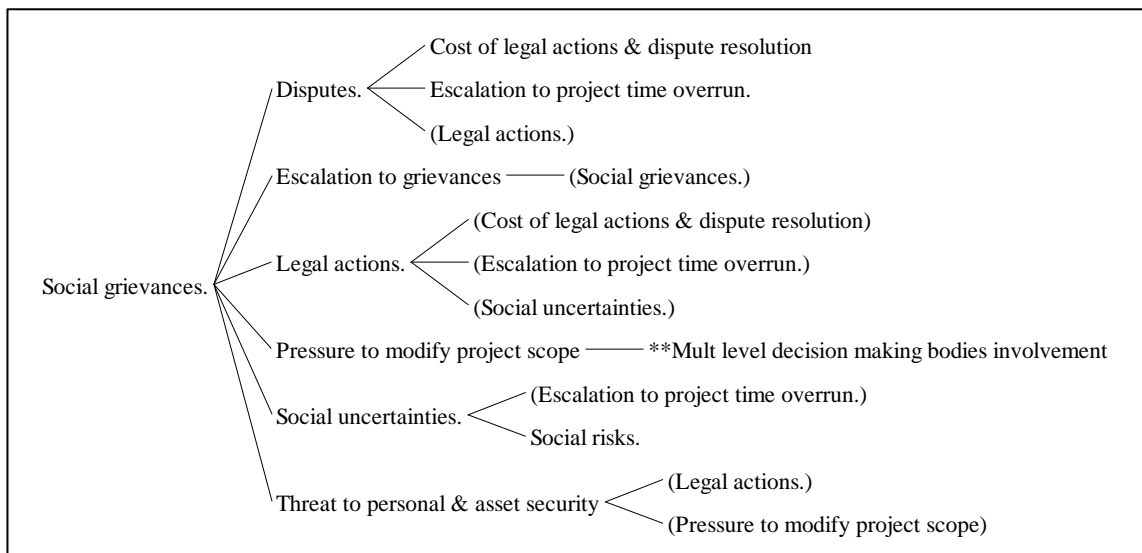 Cost of legal actions & dispute resolution
Disputes.
Escalation to project time overrun.
(Legal actions.)
Escalation to grievances
(Social grievances.)
(Cost of legal actions & dispute resolution)
Legal actions.
(Escalation to project time overrun.)
(Social uncertainties.)
Social grievances.
Pressure to modify project scope
**Mult level decision making bodies involvement
(Escalation to project time overrun.)
Social uncertainties.
Social risks.
(Legal actions.)
Threat to personal & asset security
(Pressure to modify project scope)